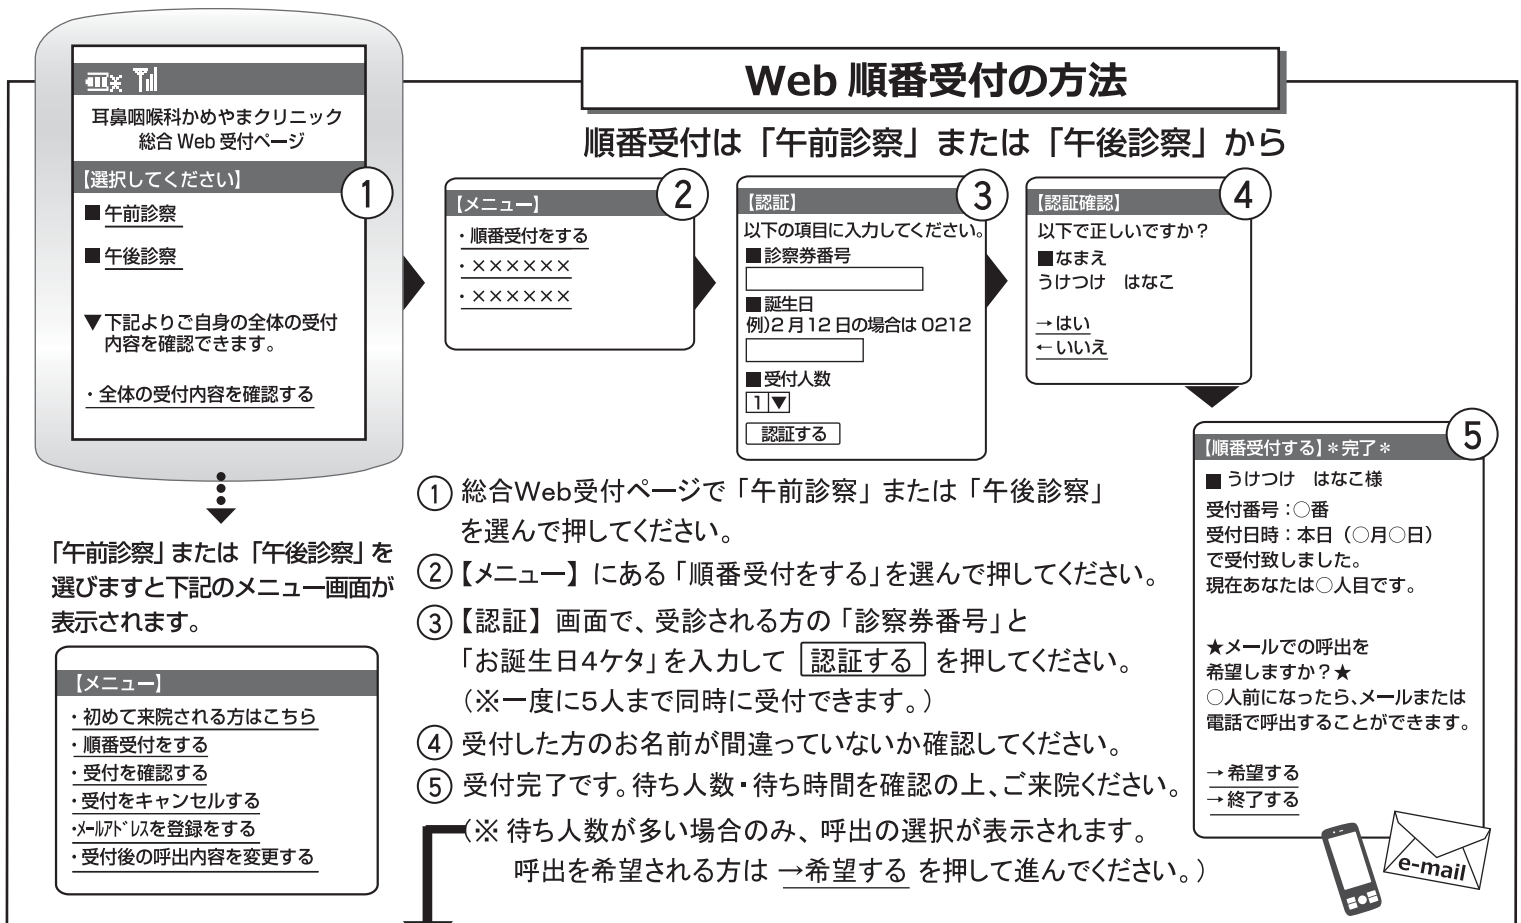 Web 順番受付の方法
順番受付は「午前診察」または「午後診察」から
耳鼻咽喉科かめやまクリニック
総合 Web 受付ページ
【選択してください】
■午前診察
■午後診察
▼下記よりご自身の全体の受付
内容を確認できます。
・全体の受付内容を確認する
1
【メニュー】
2
・順番受付をする
・××××××
・××××××
【認証】
3
以下の項目に入力してください。
■診察券番号
■誕生日
例)2月12日の場合は 0212
■受付人数
1▼
認証する
【認証確認】
4
以下で正しいですか？
■なまえ
うけつけ　はなこ
→はい
←いいえ
【順番受付する】＊完了＊
5
■ うけつけ　はなこ様
受付番号：○番
受付日時：本日（○月○日）
で受付致しました。
現在あなたは○人目です。
★メールでの呼出を
希望しますか？★
○人前になったら、メールまたは
電話で呼出することができます。
→希望する
→終了する
e-mail
「午前診察」または「午後診察」を
選びますと下記のメニュー画面が
表示されます。
【メニュー】
・初めて来院される方はこちら
・順番受付をする
・受付を確認する
・受付をキャンセルする
・ﾒｰﾙｱﾄﾞﾚｽを登録をする
・受付後の呼出内容を変更する
① 総合Web受付ページで「午前診察」または「午後診察」
を選んで押してください。
②【メニュー】にある「順番受付をする」を選んで押してください。
③【認証】画面で、受診される方の「診察券番号」と
「お誕生日4ケタ」を入力して 認証する を押してください。
（※一度に5人まで同時に受付できます。）
④ 受付した方のお名前が間違っていないか確認してください。
⑤ 受付完了です。待ち人数・待ち時間を確認の上、ご来院ください。
（※ 待ち人数が多い場合のみ、呼出の選択が表示されます。
呼出を希望される方は →希望する を押して進んでください。）